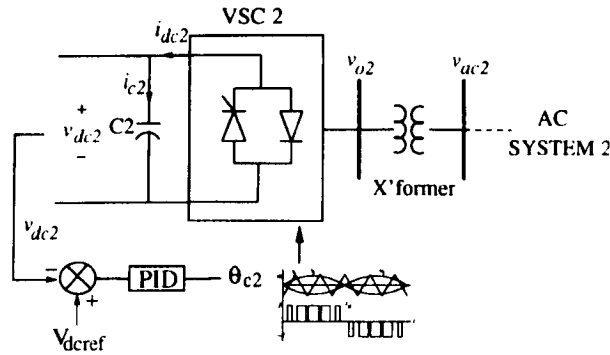 VSC 2
i_dc2
v_o2
v_ac2
i_c2
+
v_dc2
−
C2
AC
SYSTEM 2
X'former
v_dc2
−
PID
θ_c2
+
V_dcref